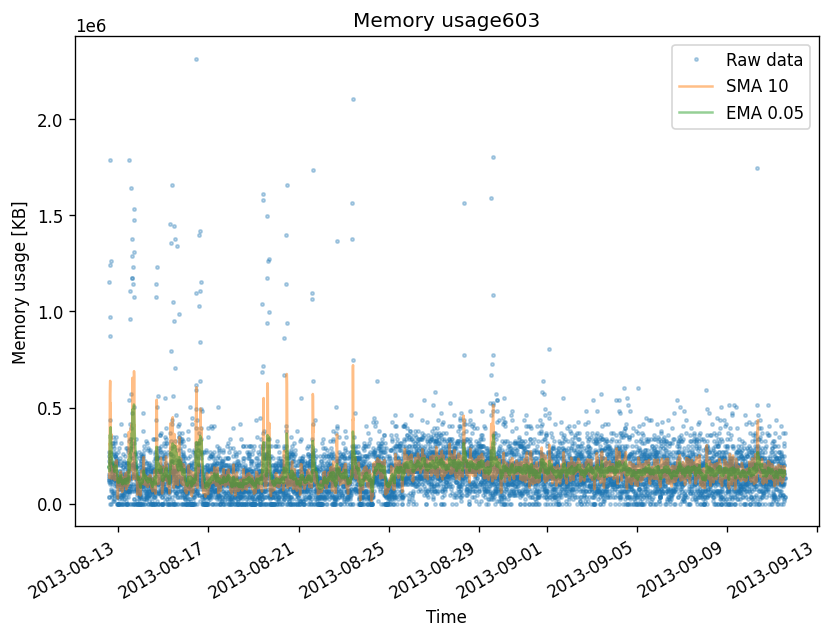 Memory usage603
1e6
Raw data
SMA 10
EMA 0.05
2.0
1.5
1.0
0.5
0.0
Memory usage [KB]
2013-08-13
2013-08-17
2013-08-21
2013-08-25
2013-08-29
2013-09-01
2013-09-05
2013-09-09
2013-09-13
Time